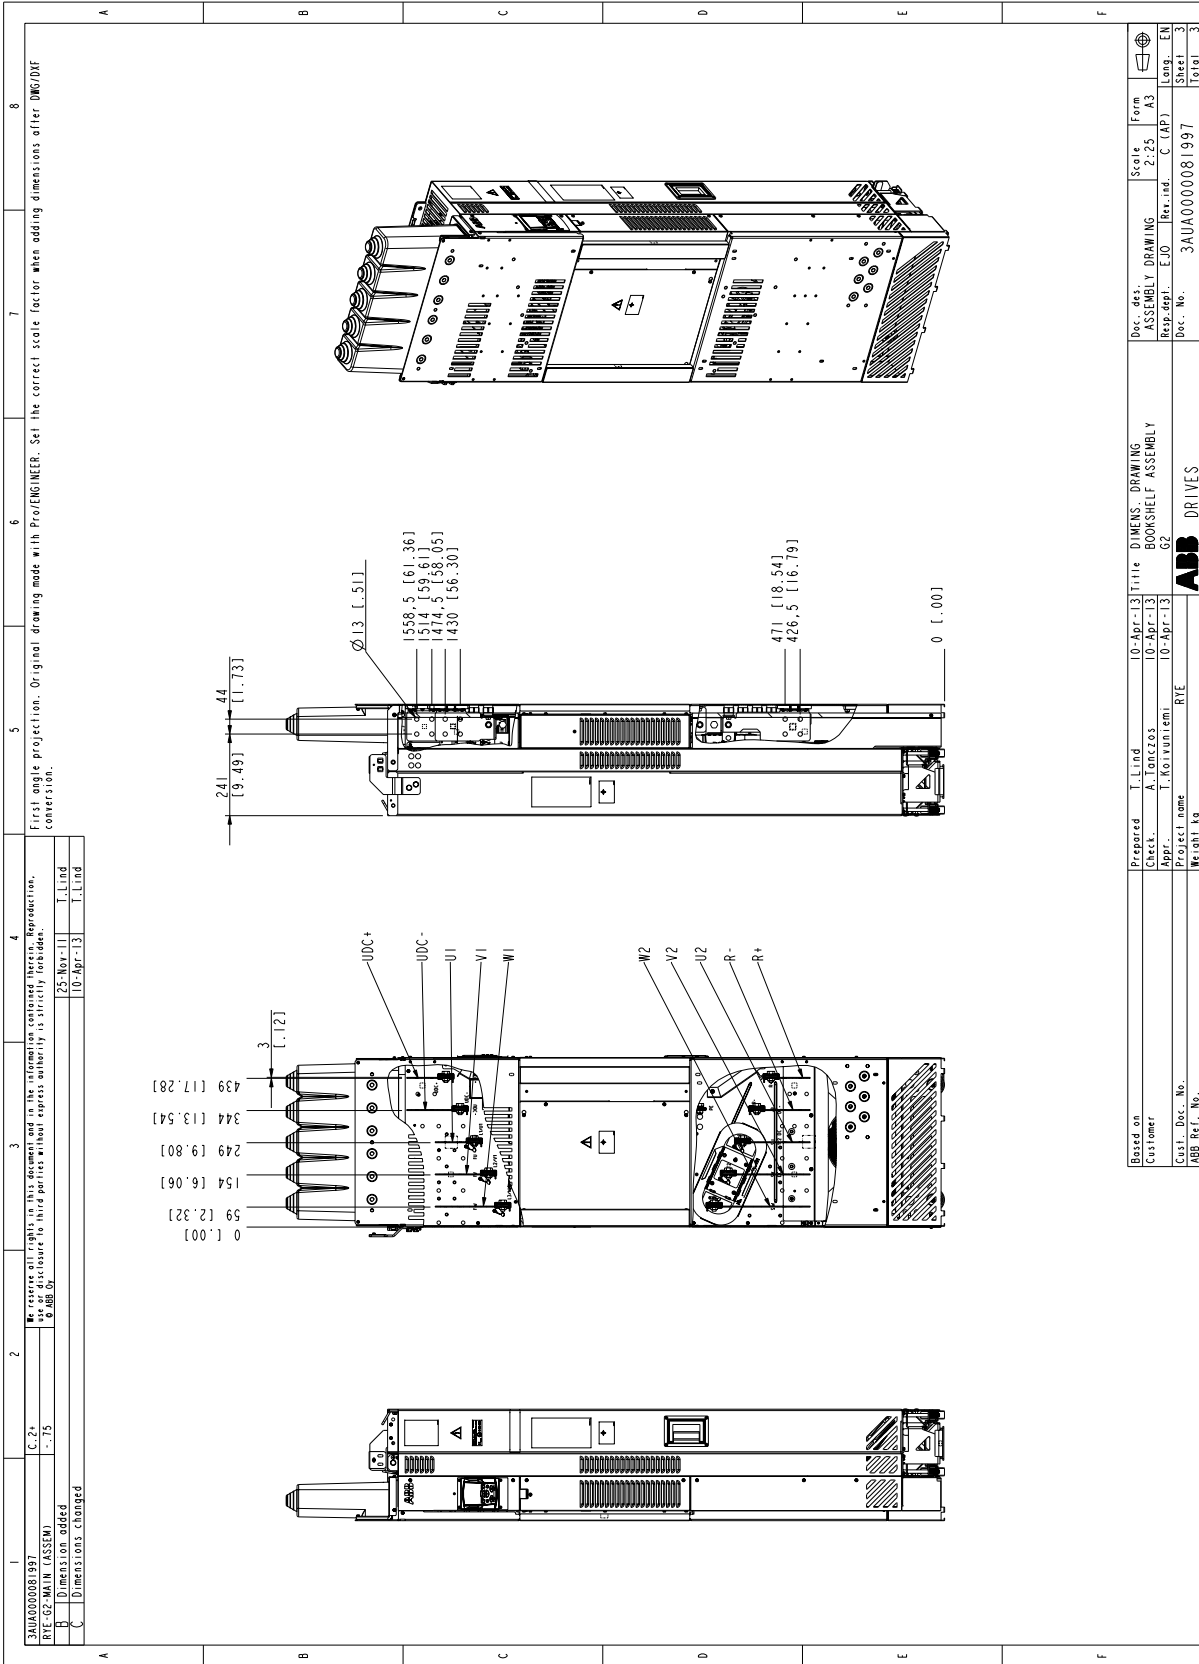 3AUA0000081997
C.2+
RYE-G2-MAIN (ASSEM)
-.75
B Dimension added 25-Nov-11 T.Lind
C Dimensions changed 10-Apr-13 T.Lind
We reserve all rights in this document and in the information contained therein. Reproduction,
use or disclosure to third parties without express authority is strictly forbidden.
© ABB Oy
First angle projection. Original drawing made with Pro/ENGINEER. Set the correct scale factor when adding dimensions after DWG/DXF
conversion.
1 2 3 4 5 6 7 8
A
B
C
D
E
F
A
B
C
D
E
F
ABB
3
[.12]
439 [17.28]
344 [13.54]
249 [9.80]
154 [6.06]
59 [2.32]
0 [.00]
UDC+
UDC-
U1
V1
W1
W2
V2
U2
R-
R+
241
[9.49]
44
[1.73]
Ø13 [.51]
1558,5 [61.36]
1514 [59.61]
1474,5 [58.05]
1430 [56.30]
471 [18.54]
426,5 [16.79]
0 [.00]
Based on
Customer
Cust. Doc. No.
ABB Ref. No.
Prepared T.Lind 10-Apr-13
Check. A.Tanczos 10-Apr-13
Appr. T.Koivuniemi 10-Apr-13
Project name RYE
Weight kg
Title DIMENS. DRAWING
BOOKSHELF ASSEMBLY
G2
ABB DRIVES
Doc. des.
ASSEMBLY DRAWING
Scale
2:25
Form
A3
Resp.dept. EJO
Rev.ind. C (AP)
Lang. EN
Doc. No.
3AUA0000081997
Sheet 3
Total 3